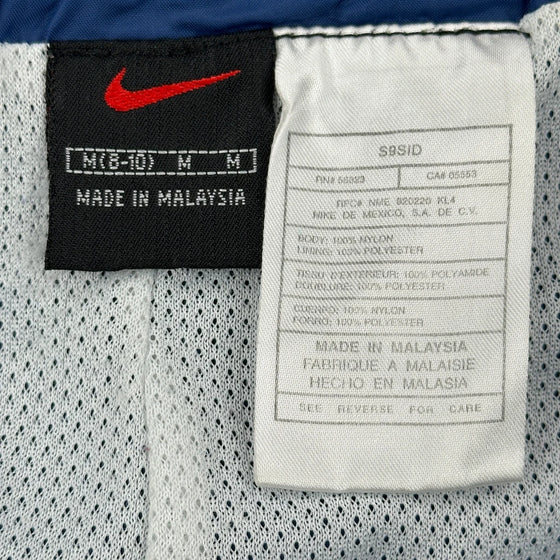 M(8-10) M M
MADE IN MALAYSIA
S9SID
RN# 56323 CA# 05553
RFC# NME 920220 KL4
NIKE DE MEXICO, S.A. DE C.V.
BODY: 100% NYLON
LINING: 100% POLYESTER
TISSU D'EXTERIEUR: 100% POLYAMIDE
DOUBLURE: 100% POLYESTER
CUERPO: 100% NYLON
FORRO: 100% POLYESTER
MADE IN MALAYSIA
FABRIQUE A MALAISIE
HECHO EN MALASIA
SEE REVERSE FOR CARE